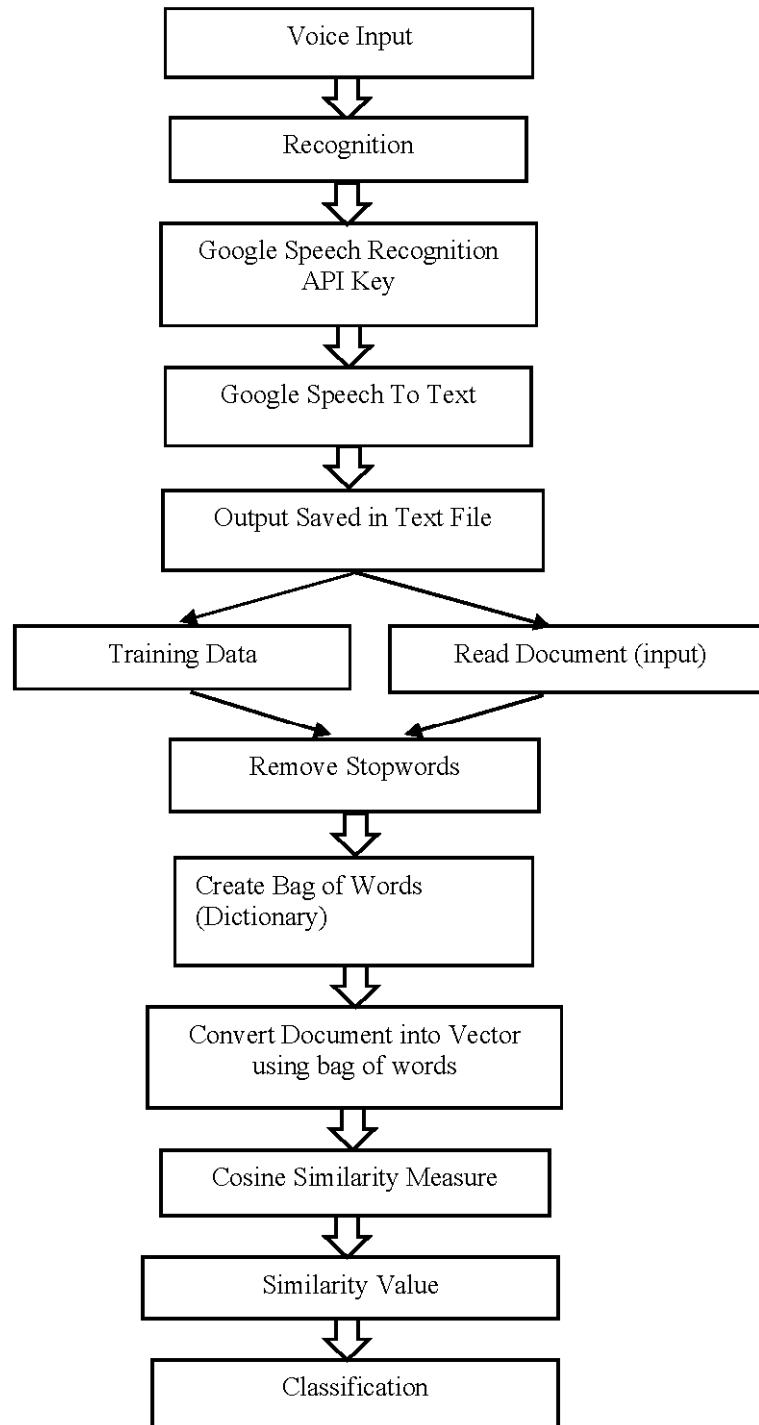 Voice Input
Recognition
Google Speech Recognition
API Key
Google Speech To Text
Output Saved in Text File
Training Data
Read Document (input)
Remove Stopwords
Create Bag of Words
(Dictionary)
Convert Document into Vector
using bag of words
Cosine Similarity Measure
Similarity Value
Classification